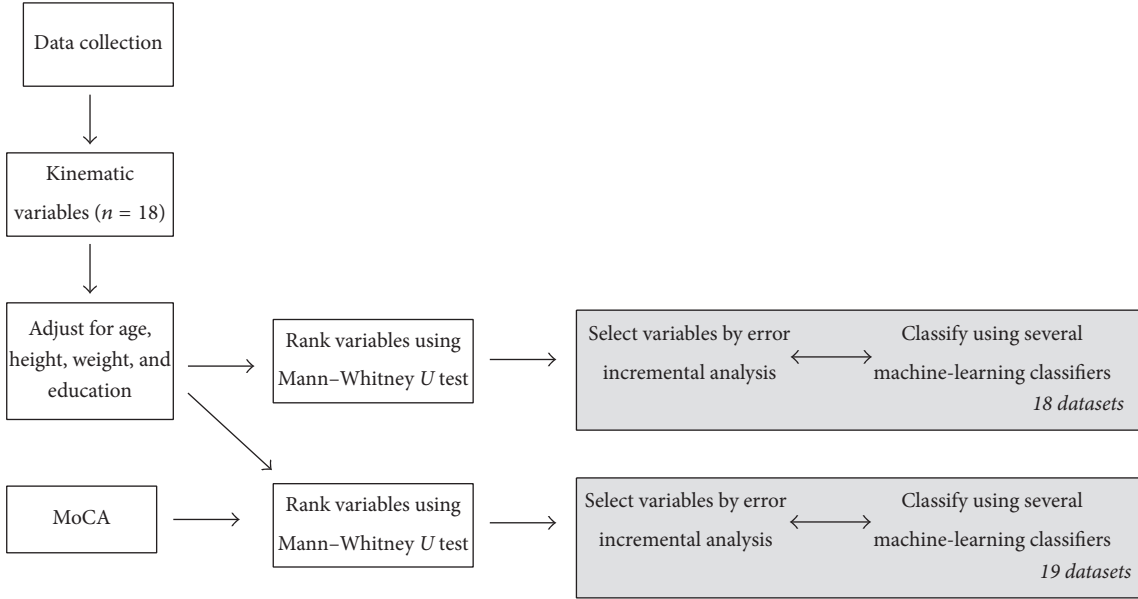 Data collection
Kinematic
variables (n = 18)
Adjust for age,
height, weight, and
education
Rank variables using
Mann–Whitney U test
Select variables by error
incremental analysis
Classify using several
machine-learning classifiers
18 datasets
MoCA
Rank variables using
Mann–Whitney U test
Select variables by error
incremental analysis
Classify using several
machine-learning classifiers
19 datasets